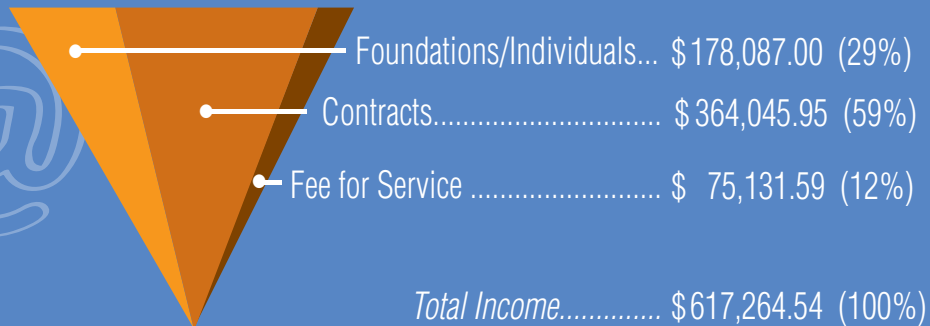 @
Foundations/Individuals... $178,087.00 (29%)
Contracts.............................. $364,045.95 (59%)
Fee for Service ......................... $ 75,131.59 (12%)
Total Income............. $617,264.54 (100%)